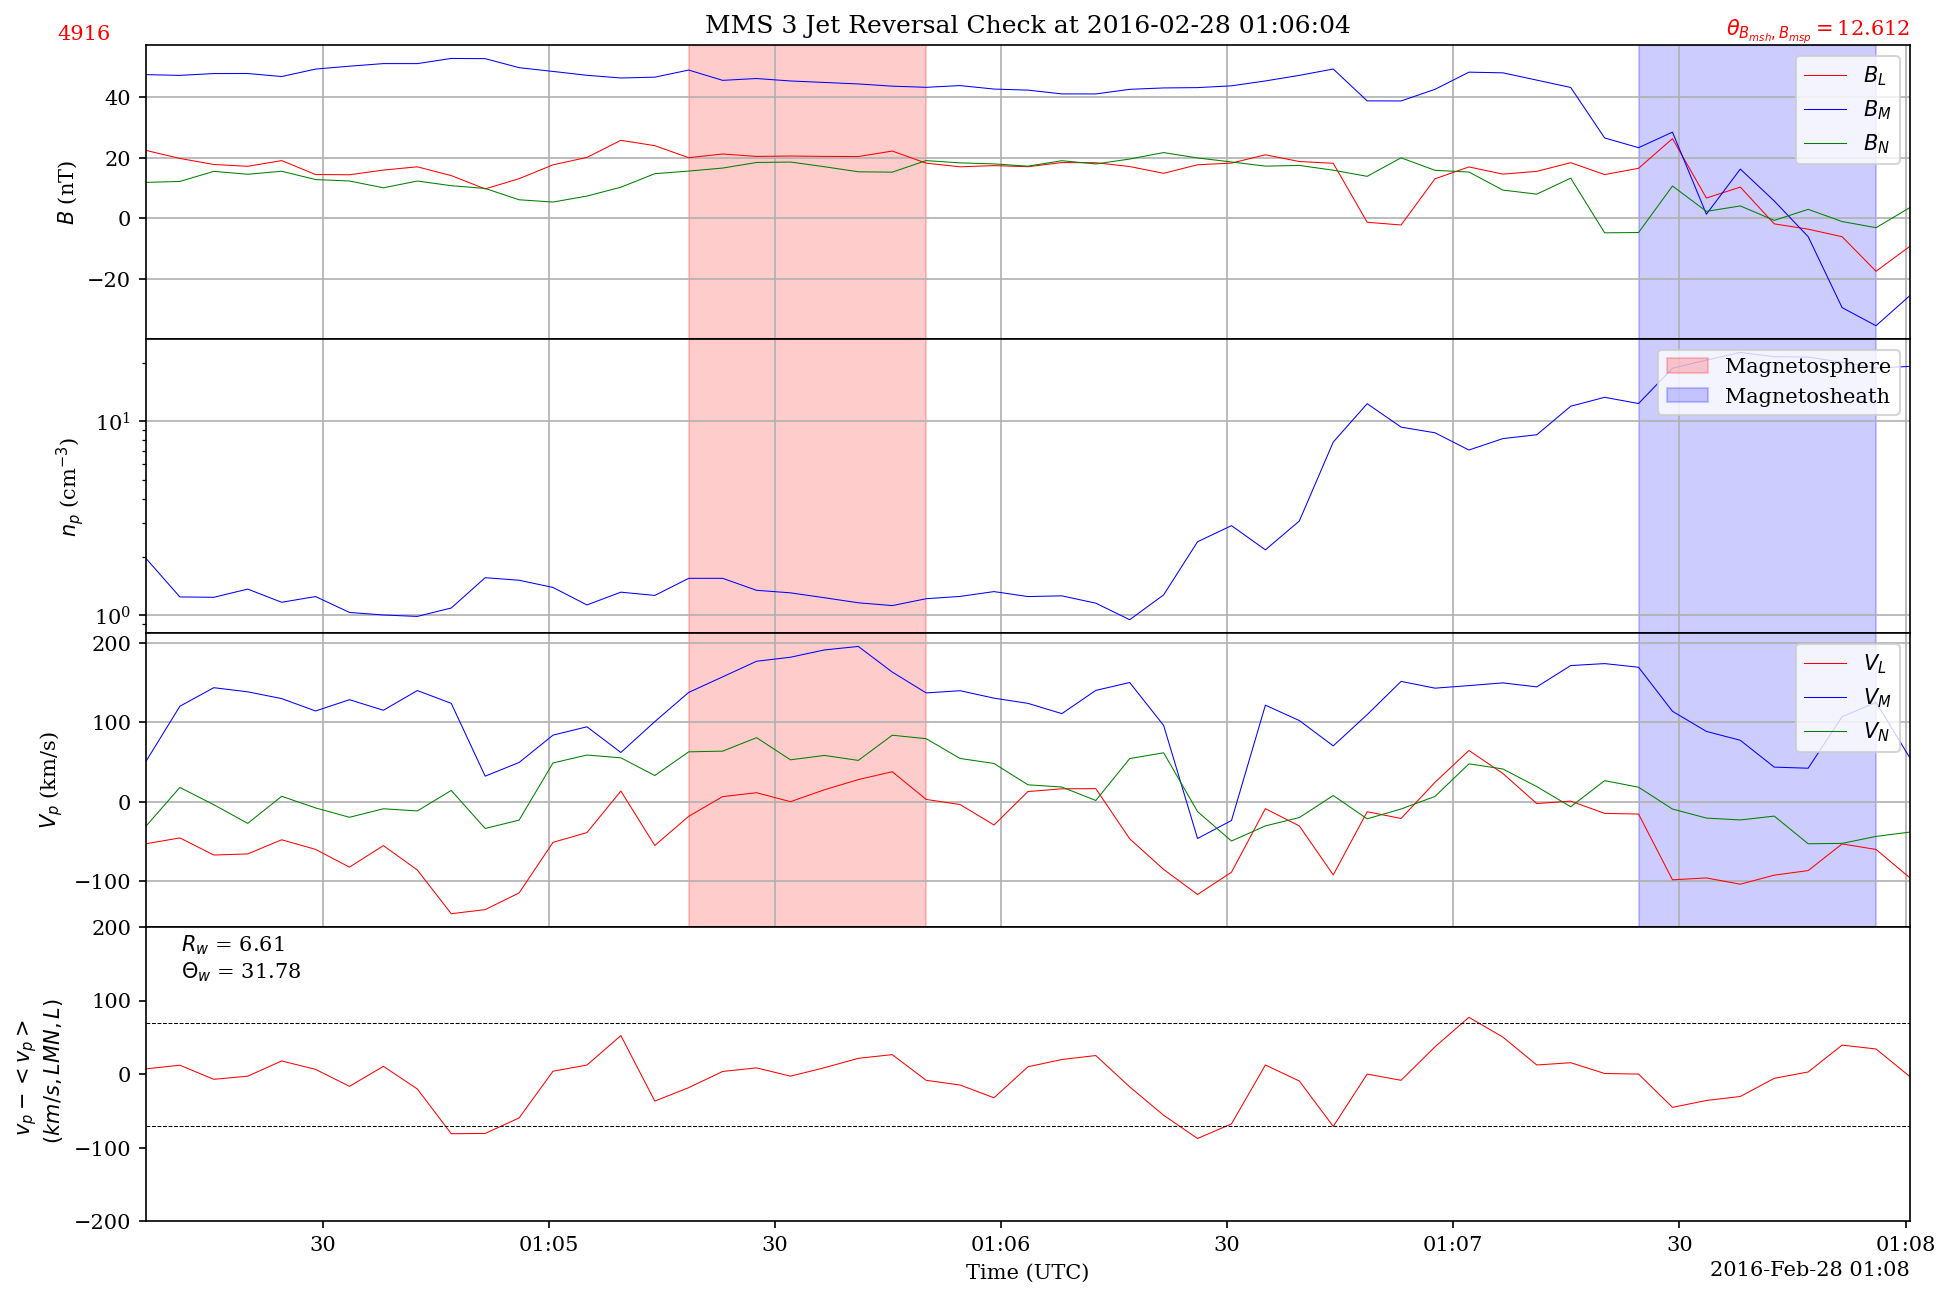 4916
MMS 3 Jet Reversal Check at 2016-02-28 01:06:04
θ_{B_{msh}, B_{msp}} = 12.612
40
20
0
−20
B (nT)
B_L
B_M
B_N
10^1
10^0
n_p (cm^{−3})
Magnetosphere
Magnetosheath
200
100
0
−100
V_p (km/s)
V_L
V_M
V_N
200
100
0
−100
−200
v_p − <v_p>
(km/s, LMN, L)
R_w = 6.61
Θ_w = 31.78
30 01:05 30 01:06 30 01:07 30 01:08
Time (UTC)
2016-Feb-28 01:08